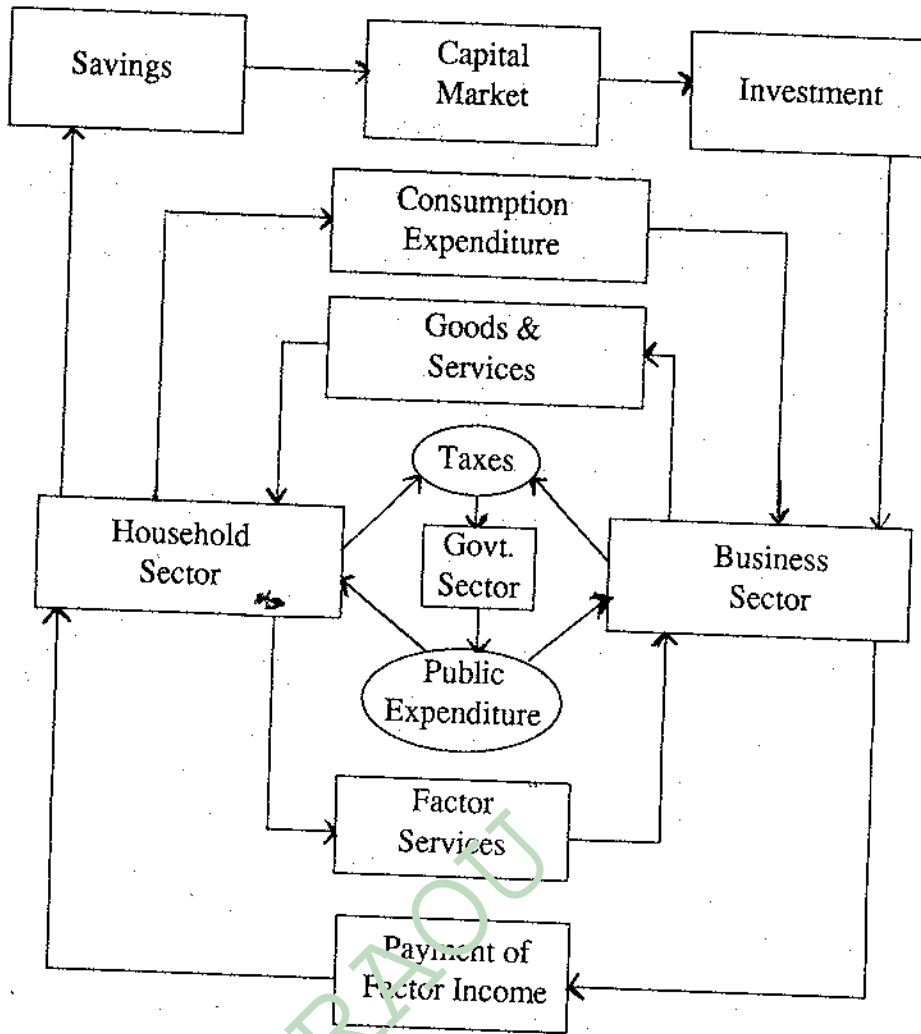 Savings
Capital
Market
Investment
Consumption
Expenditure
Goods &
Services
Taxes
Household
Sector
Govt.
Sector
Business
Sector
Public
Expenditure
Factor
Services
Payment of
Factor Income
RAOU